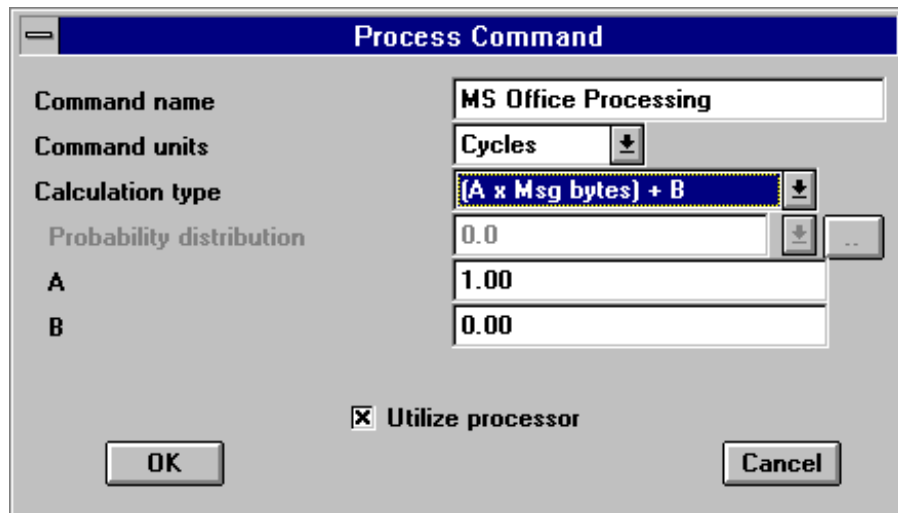 Process Command
Command name MS Office Processing
Command units Cycles
Calculation type (A x Msg bytes) + B
Probability distribution 0.0 ..
A 1.00
B 0.00
Utilize processor
OK Cancel